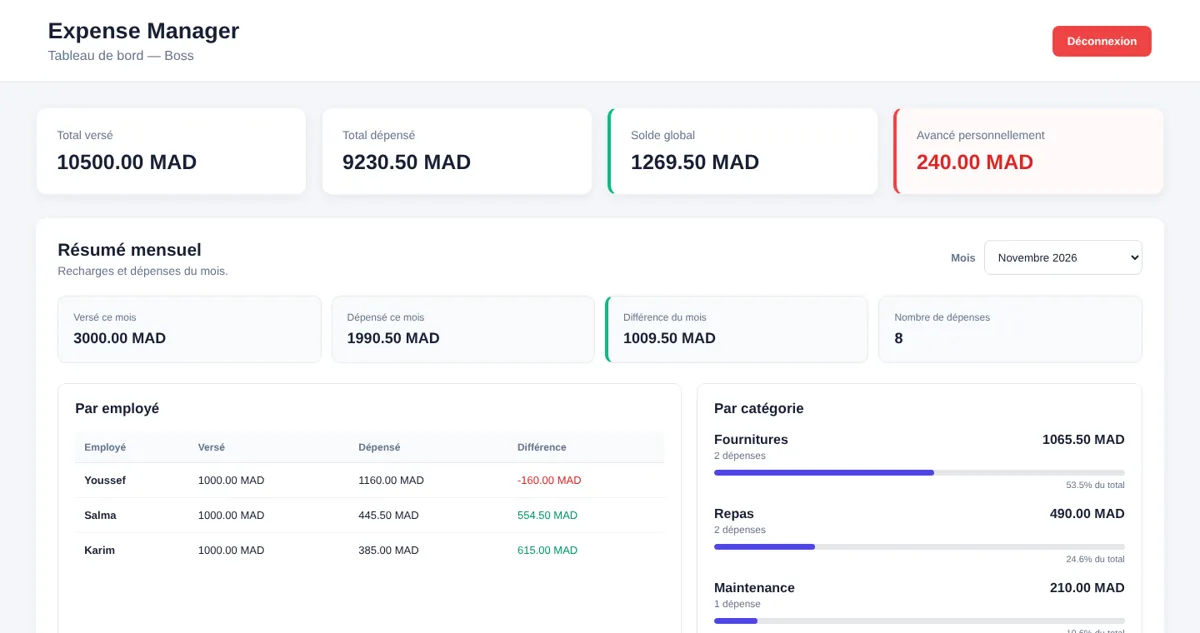 Expense Manager
Tableau de bord — Boss
Déconnexion
Total versé
10500.00 MAD
Total dépensé
9230.50 MAD
Solde global
1269.50 MAD
Avancé personnellement
240.00 MAD
Résumé mensuel
Recharges et dépenses du mois.
Mois
Novembre 2026
Versé ce mois
3000.00 MAD
Dépensé ce mois
1990.50 MAD
Différence du mois
1009.50 MAD
Nombre de dépenses
8
Par employé
Employé Versé Dépensé Différence
Youssef 1000.00 MAD 1160.00 MAD -160.00 MAD
Salma 1000.00 MAD 445.50 MAD 554.50 MAD
Karim 1000.00 MAD 385.00 MAD 615.00 MAD
Par catégorie
Fournitures 1065.50 MAD
2 dépenses
53.5% du total
Repas 490.00 MAD
2 dépenses
24.6% du total
Maintenance 210.00 MAD
1 dépense
10.6% du total